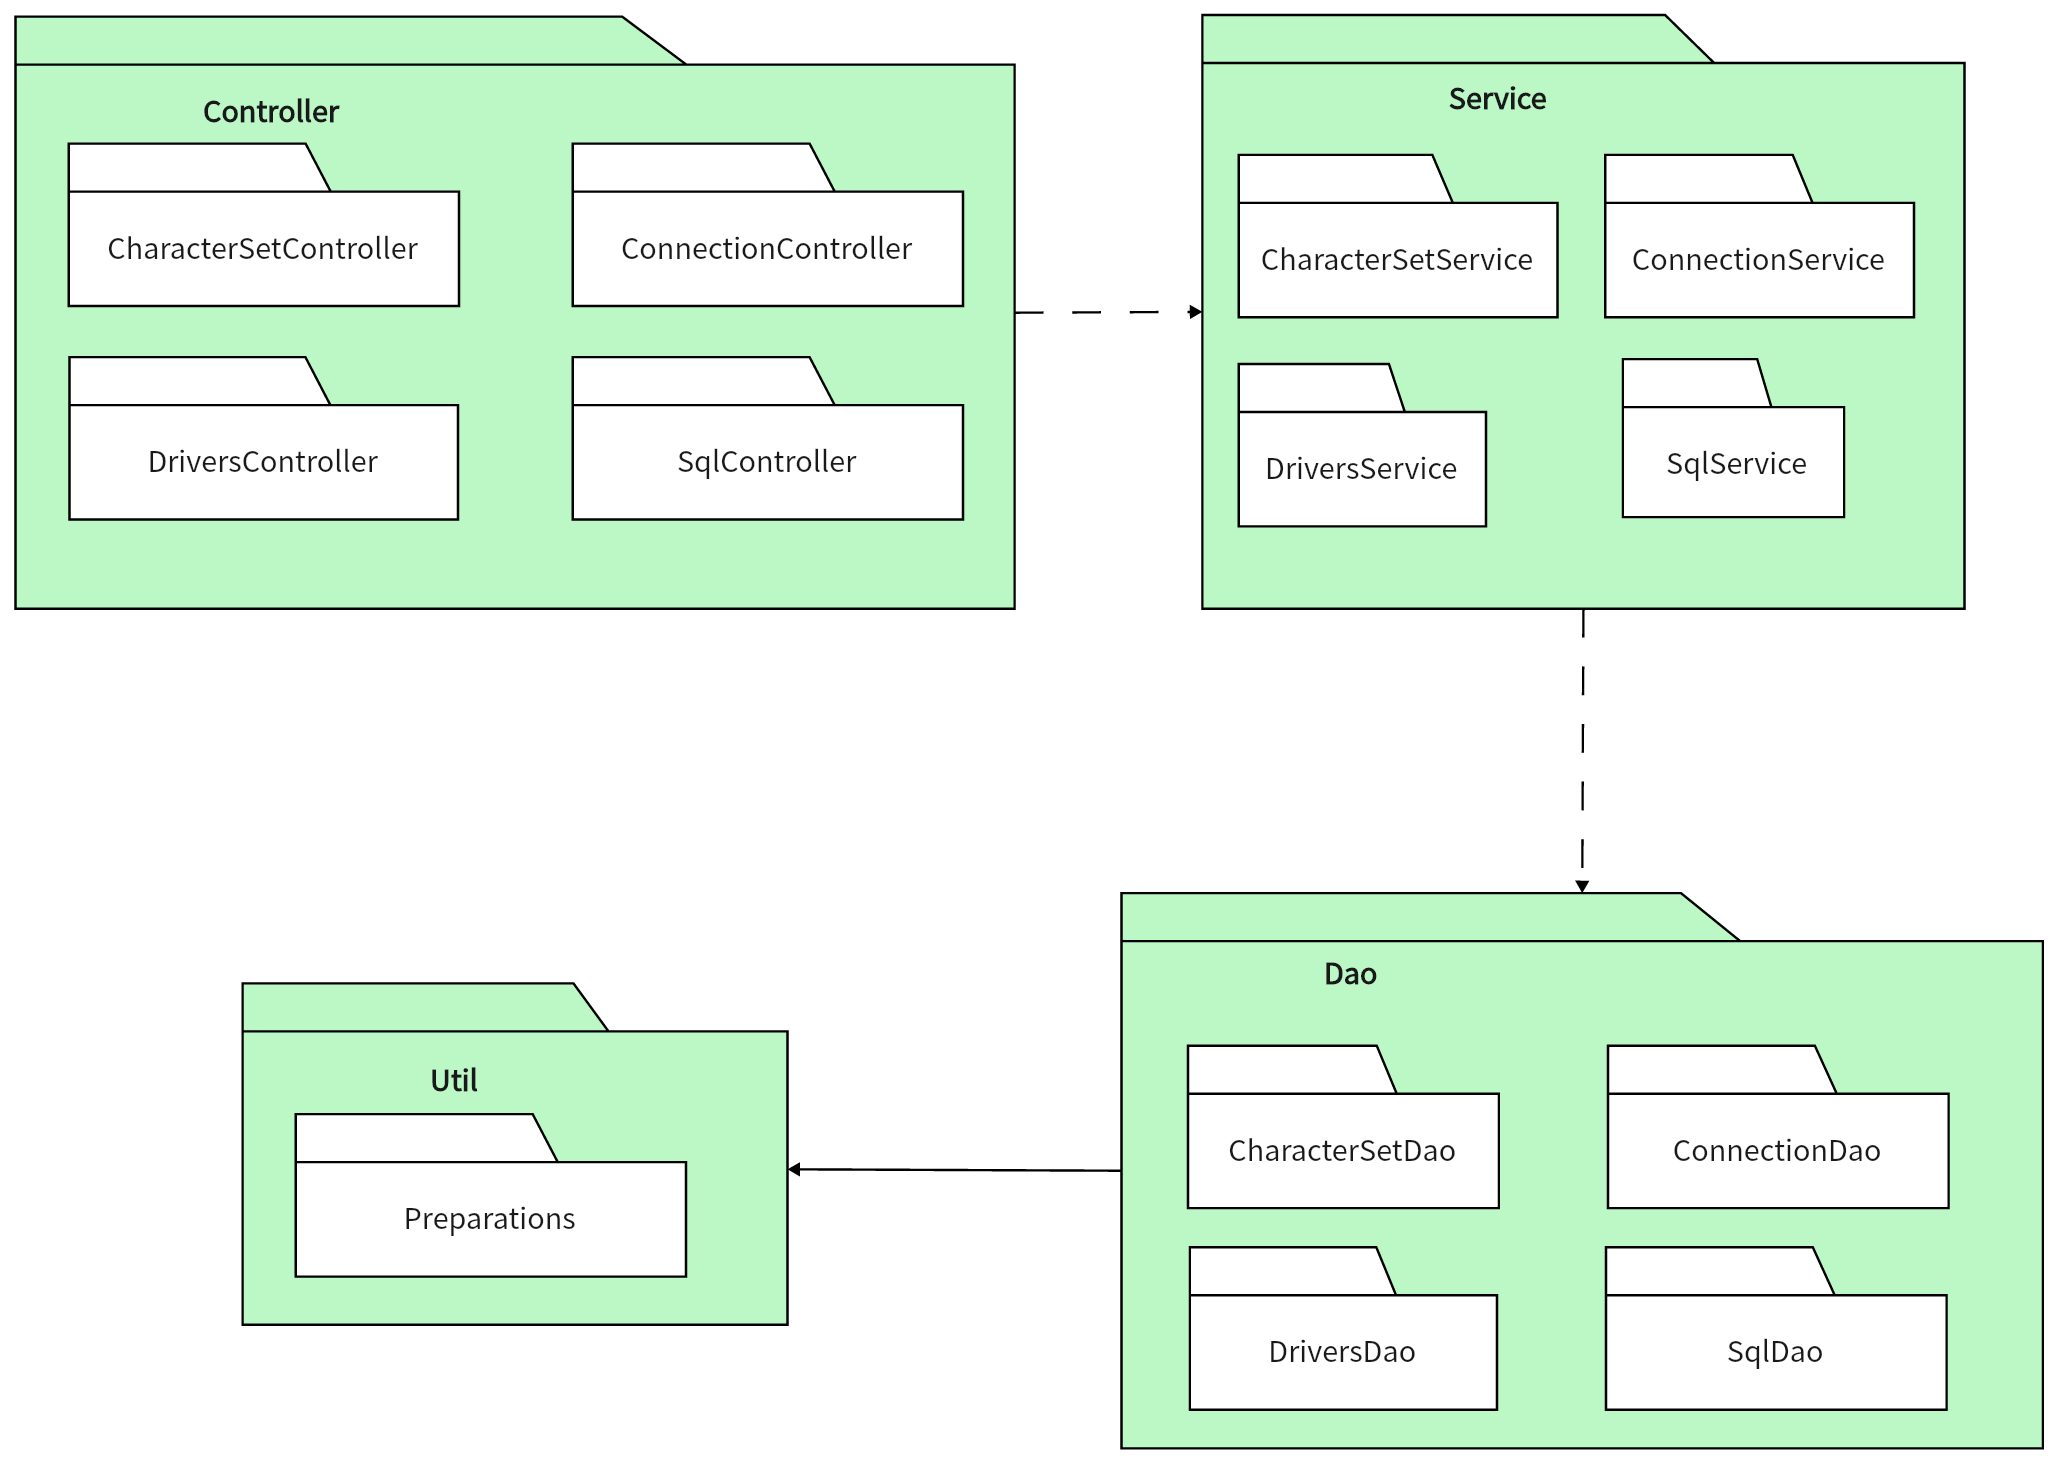 Controller
CharacterSetController
ConnectionController
DriversController
SqlController
Service
CharacterSetService
ConnectionService
DriversService
SqlService
Util
Preparations
Dao
CharacterSetDao
ConnectionDao
DriversDao
SqlDao